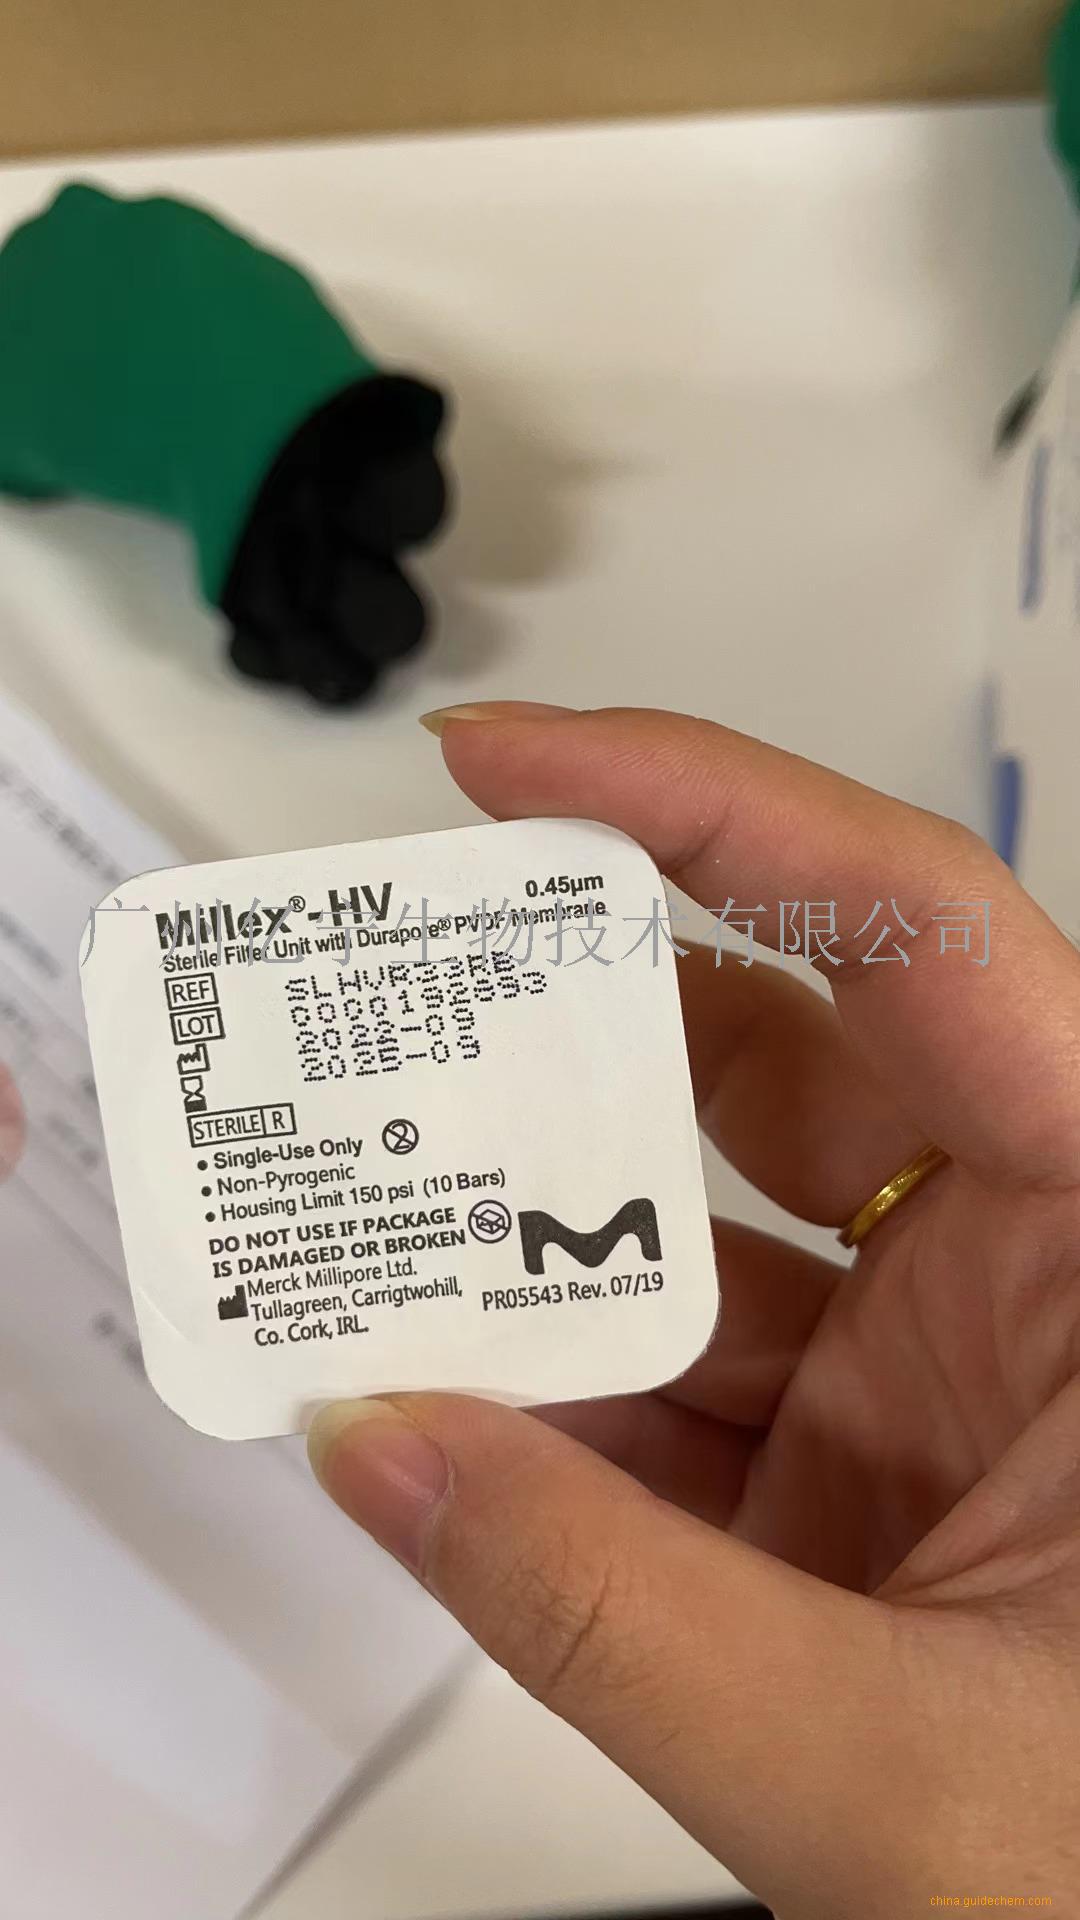 Millex®-HV 0.45µm
Sterile Filter Unit with Durapore® PVDF Membrane
广州亿宁生物技术有限公司
REF SLHVR33RB
LOT 0000192893
2022-09
2025-09
STERILE R
• Single-Use Only
• Non-Pyrogenic
• Housing Limit 150 psi (10 Bars)
DO NOT USE IF PACKAGE
IS DAMAGED OR BROKEN
Merck Millipore Ltd.
Tullagreen, Carrigtwohill,
Co. Cork, IRL.
PR05543 Rev. 07/19
china.guidechem.com